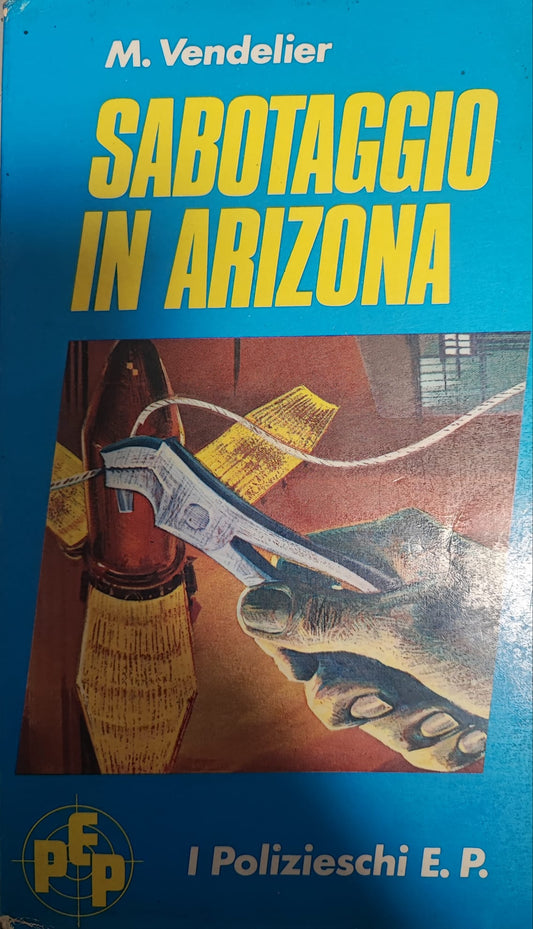 M. Vendelier
SABOTAGGIO
IN ARIZONA
PEP
I Polizieschi E. P.